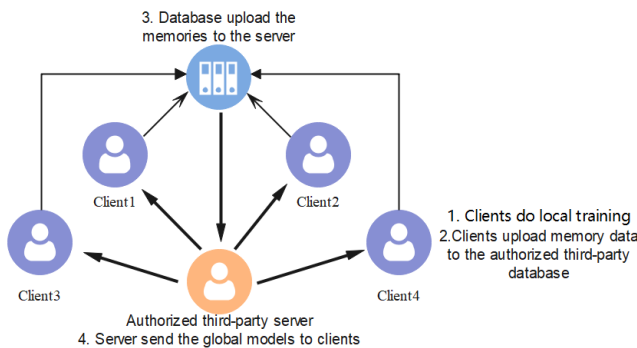 3. Database upload the
memories to the server
Client1
Client2
1. Clients do local training
2.Clients upload memory data
to the authorized third-party
database
Client3
Client4
Authorized third-party server
4. Server send the global models to clients